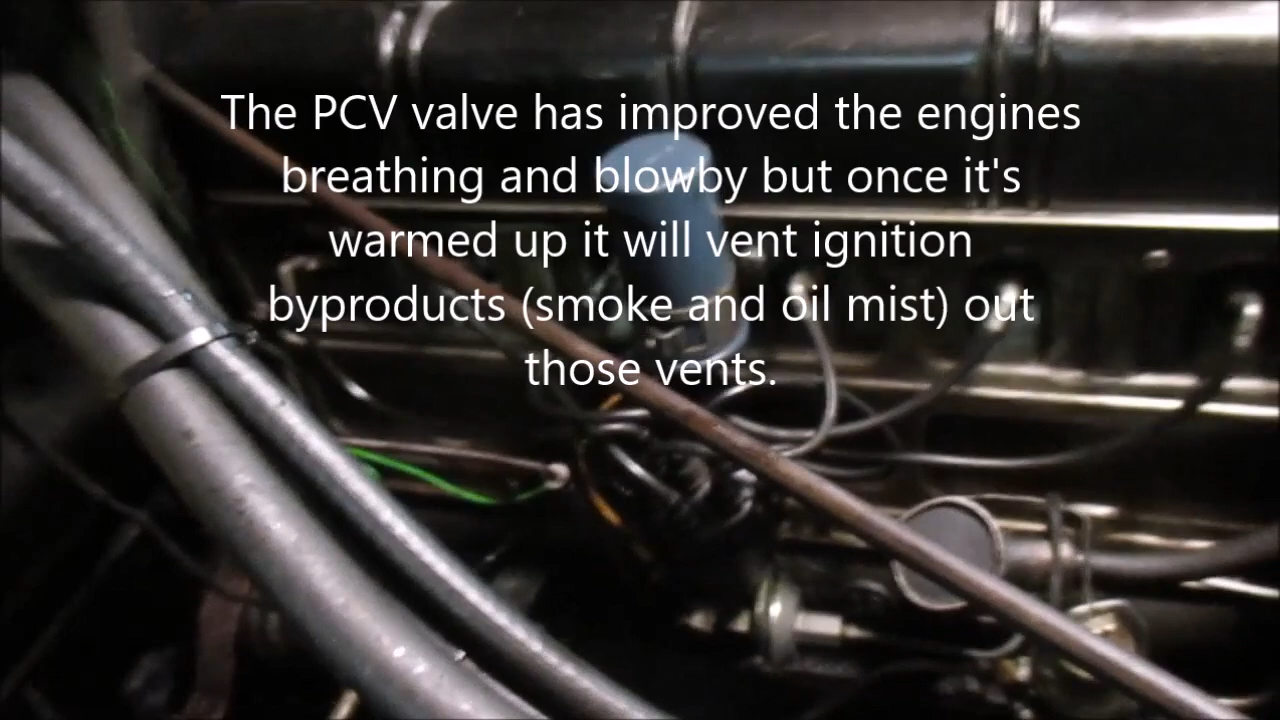 The PCV valve has improved the engines
breathing and blowby but once it's
warmed up it will vent ignition
byproducts (smoke and oil mist) out
those vents.